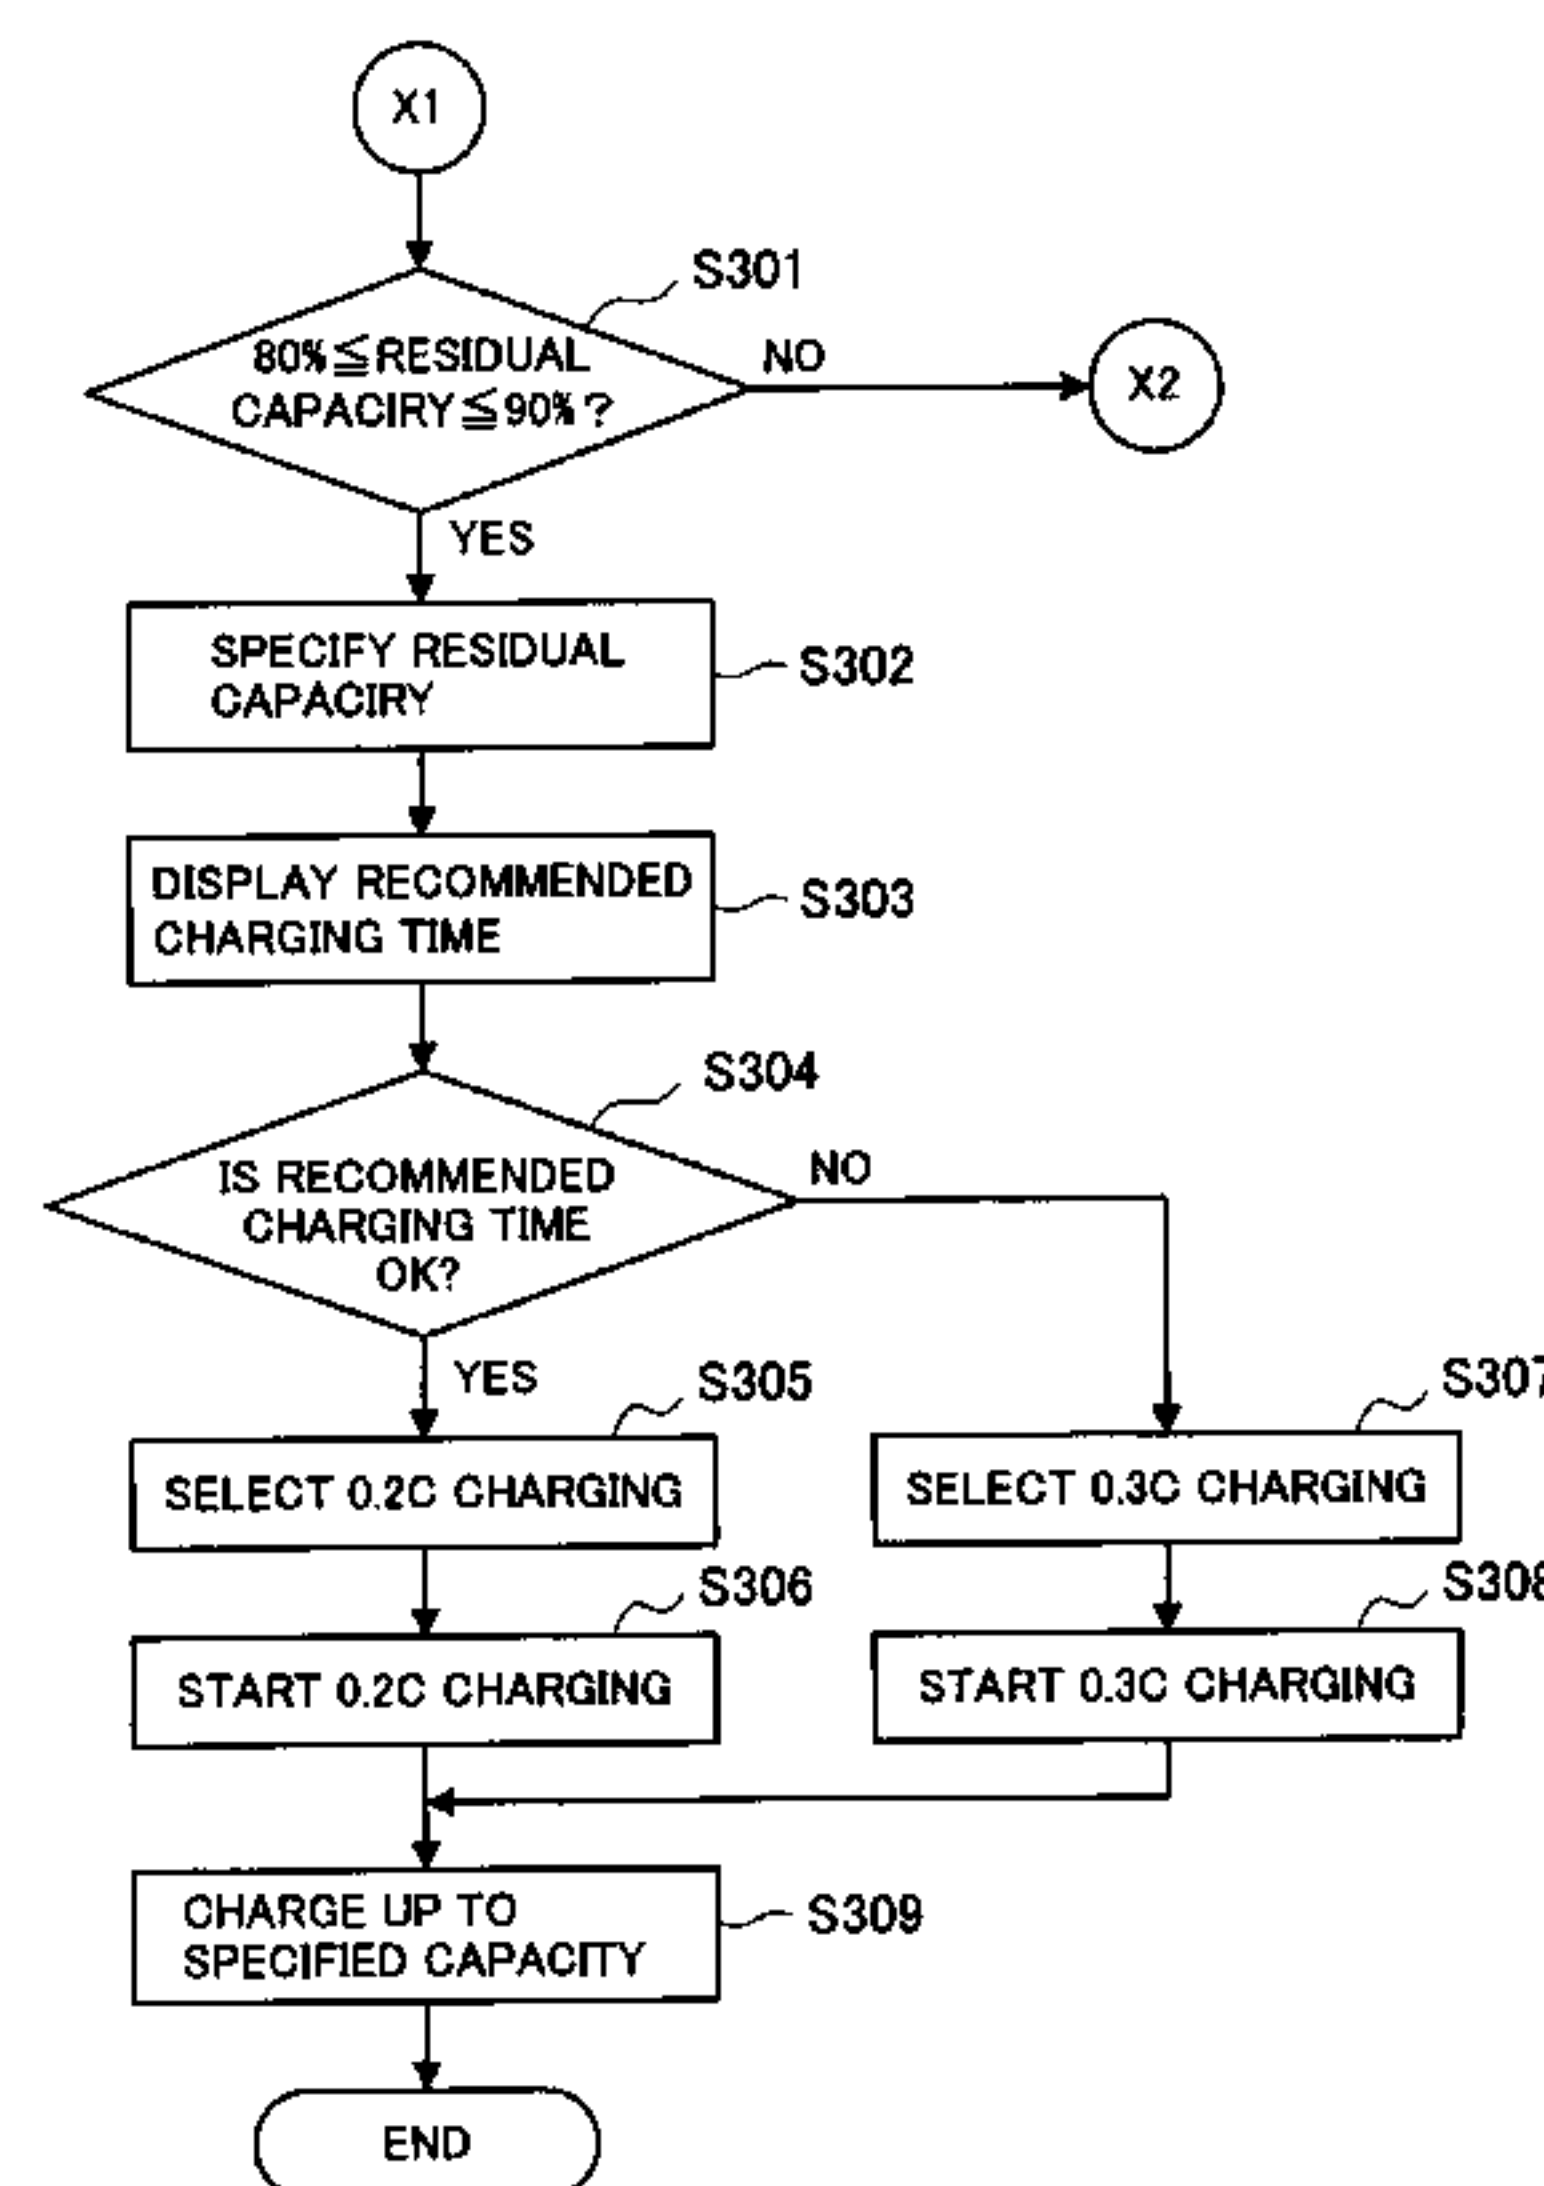 X1
S301
80%≦RESIDUAL
CAPACIRY≦90%?
NO
X2
YES
SPECIFY RESIDUAL
CAPACIRY
S302
DISPLAY RECOMMENDED
CHARGING TIME
S303
S304
IS RECOMMENDED
CHARGING TIME
OK?
NO
YES
S305
SELECT 0.2C CHARGING
S307
SELECT 0.3C CHARGING
S306
START 0.2C CHARGING
S308
START 0.3C CHARGING
CHARGE UP TO
SPECIFIED CAPACITY
S309
END